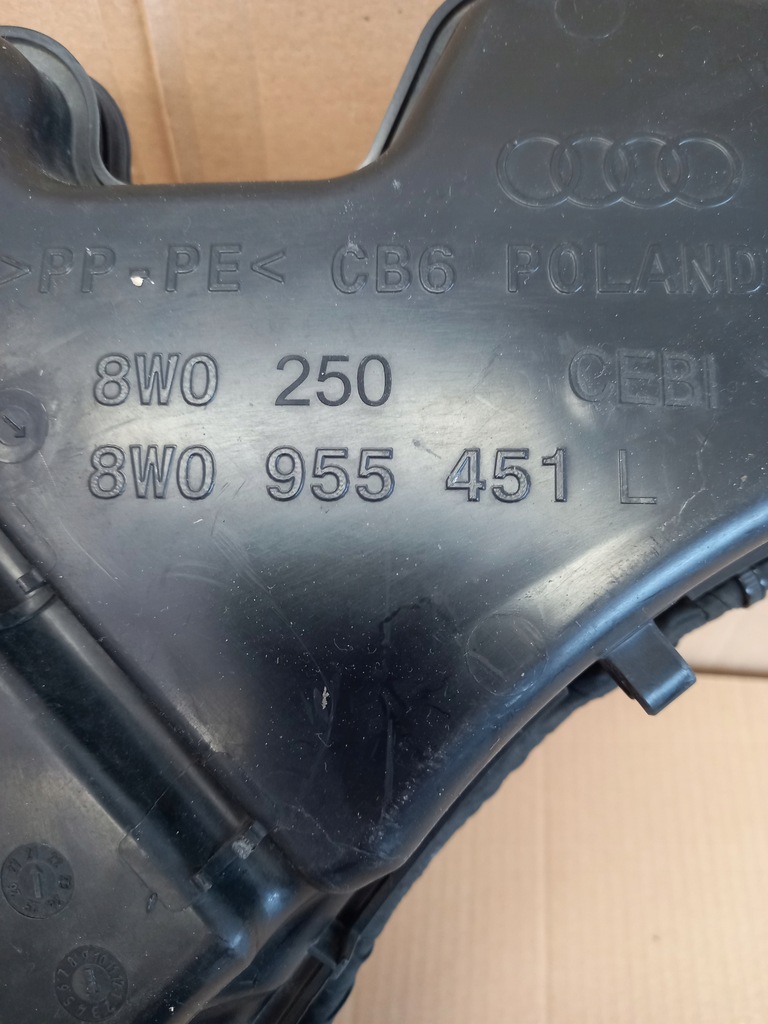 >PP-PE< CB6 POLAND
8W0 250 CEBI
8W0 955 451 L